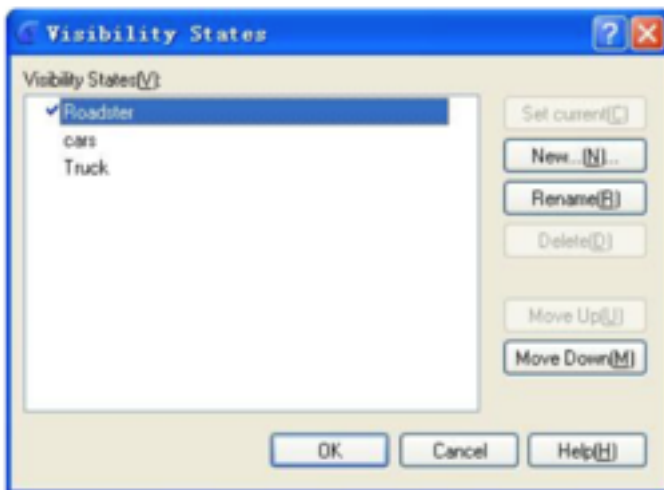 Visibility States
Visibility States(V):
Roadster
cars
Truck
Set current(C)
New...(N)...
Rename(R)
Delete(D)
Move Up(U)
Move Down(M)
OK
Cancel
Help(H)